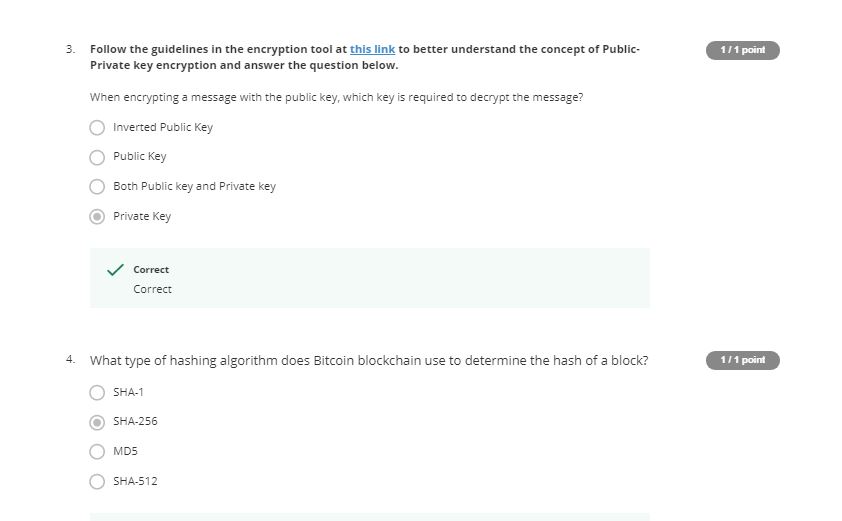 3. Follow the guidelines in the encryption tool at this link to better understand the concept of Public- 1 / 1 point
Private key encryption and answer the question below.
When encrypting a message with the public key, which key is required to decrypt the message?
Inverted Public Key
Public Key
Both Public key and Private key
Private Key
Correct
Correct
4. What type of hashing algorithm does Bitcoin blockchain use to determine the hash of a block? 1 / 1 point
SHA-1
SHA-256
MD5
SHA-512